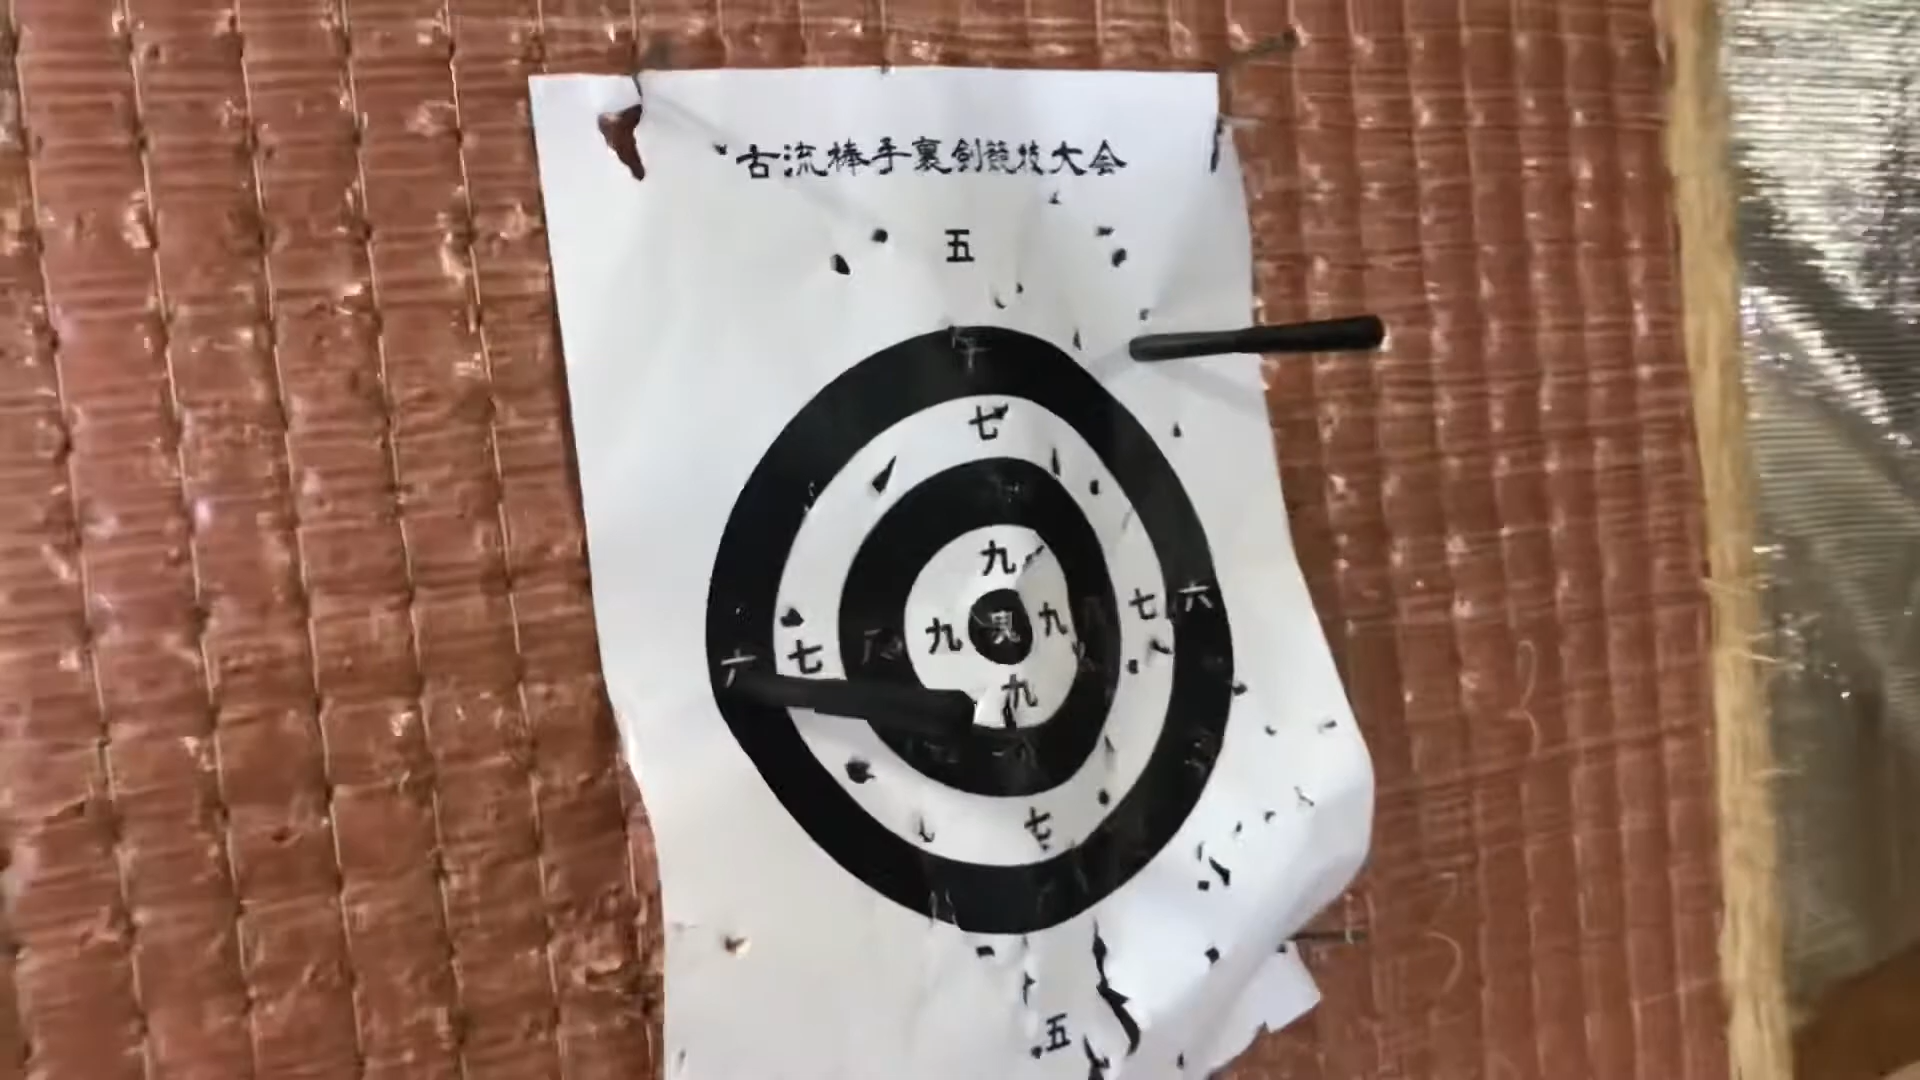 古流棒手裏剣競技大会
五
七
九
九 九
七 六
六 七
九
七
五